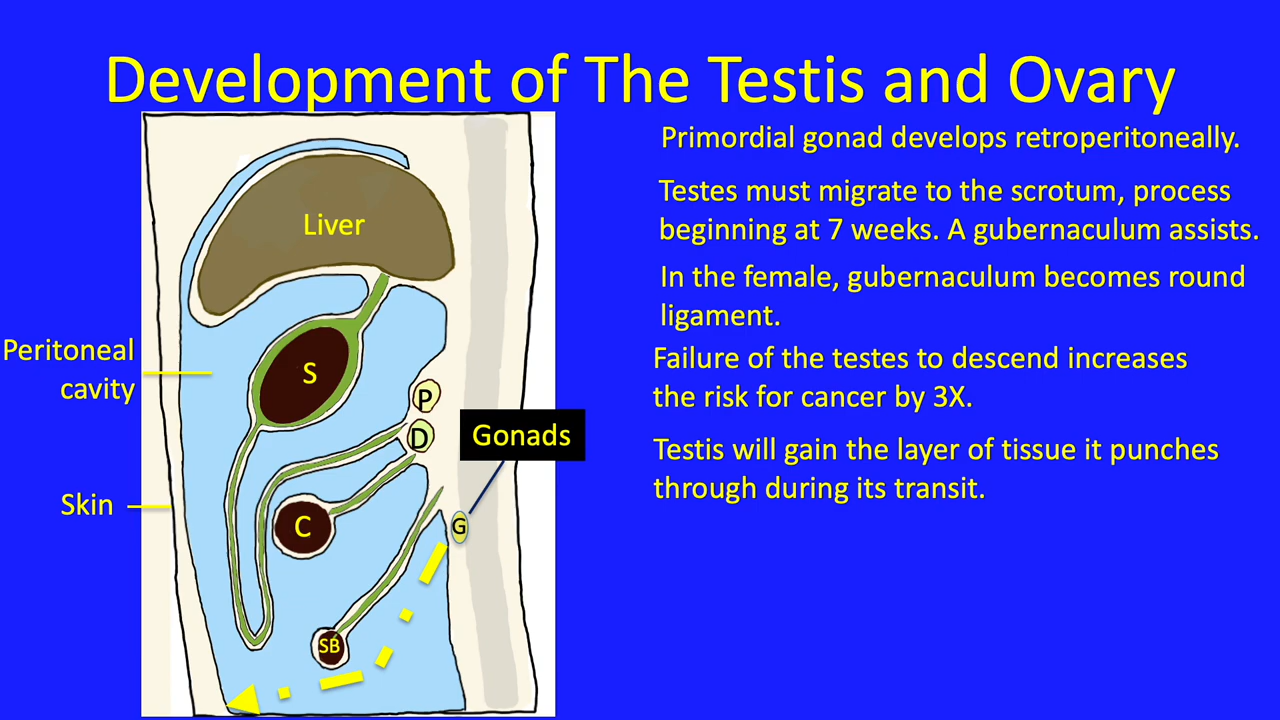 Development of The Testis and Ovary
Primordial gonad develops retroperitoneally.
Testes must migrate to the scrotum, process
beginning at 7 weeks. A gubernaculum assists.
In the female, gubernaculum becomes round
ligament.
Failure of the testes to descend increases
the risk for cancer by 3X.
Testis will gain the layer of tissue it punches
through during its transit.
Liver
Peritoneal
cavity
S
P
D
Gonads
Skin
C
G
SB